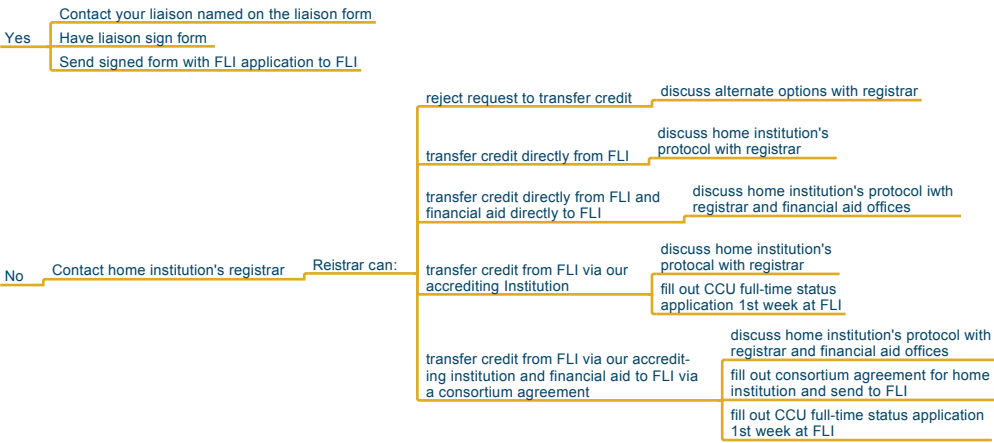 Yes
Contact your liaison named on the liaison form
Have liaison sign form
Send signed form with FLI application to FLI
No
Contact home institution's registrar
Reistrar can:
reject request to transfer credit
discuss alternate options with registrar
transfer credit directly from FLI
discuss home institution's
protocol with registrar
transfer credit directly from FLI and
financial aid directly to FLI
discuss home institution's protocol iwth
registrar and financial aid offices
transfer credit from FLI via our
accrediting Institution
discuss home institution's
protocal with registrar
fill out CCU full-time status
application 1st week at FLI
transfer credit from FLI via our accredit-
ing institution and financial aid to FLI via
a consortium agreement
discuss home institution's protocol with
registrar and financial aid offices
fill out consortium agreement for home
institution and send to FLI
fill out CCU full-time status application
1st week at FLI